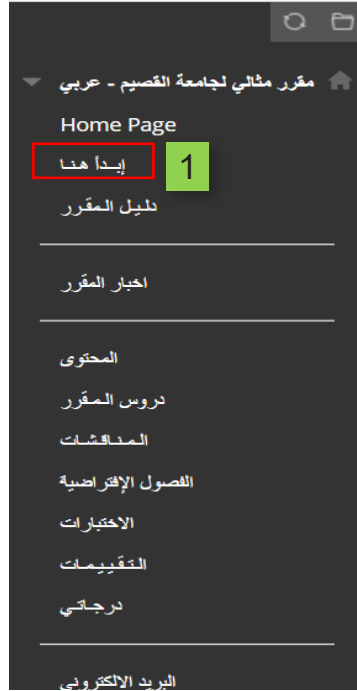 مقرر مثالي لجامعة القصيم - عربي
Home Page
إبدأ هنا
1
دليل المقرر
اخبار المقرر
المحتوى
دروس المقرر
المناقشات
الفصول الإفتراضية
الاختبارات
التقييمات
درجاتي
البريد الالكتروني